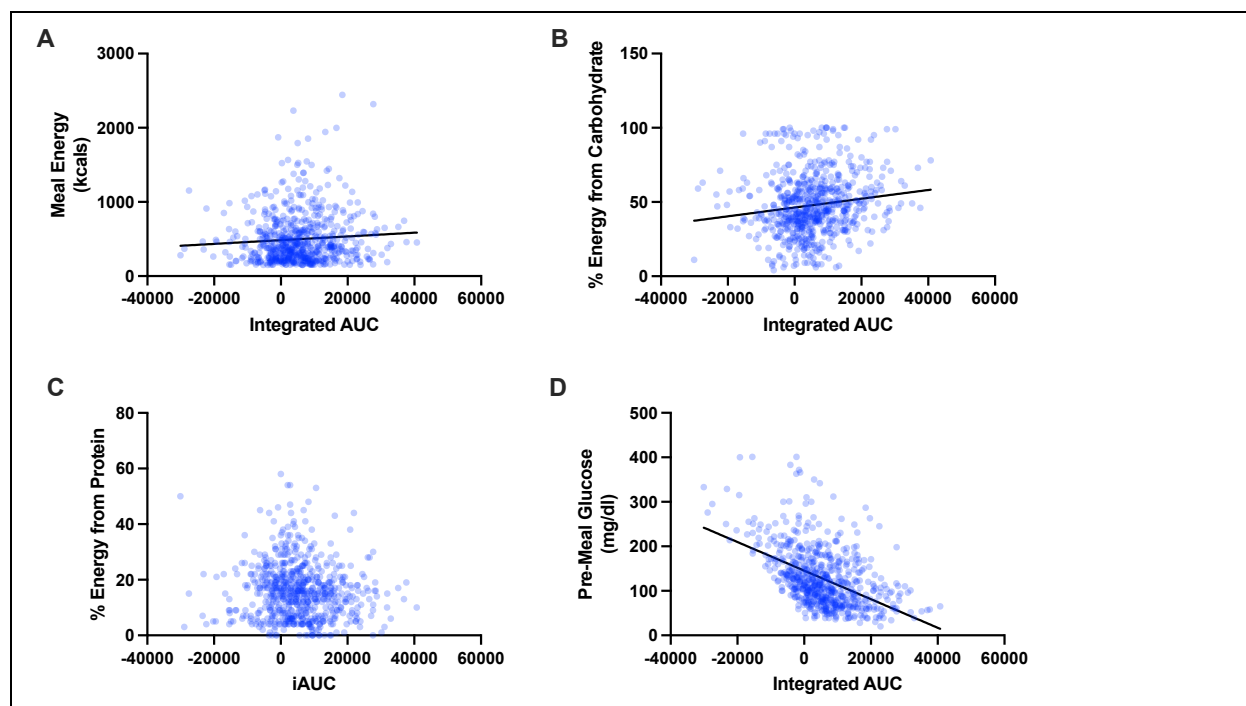 A
3000
2000
1000
0
Meal Energy
(kcals)
-40000 -20000 0 20000 40000 60000
Integrated AUC
B
150
100
50
0
% Energy from Carbohydrate
-40000 -20000 0 20000 40000 60000
Integrated AUC
C
80
60
40
20
0
% Energy from Protein
-40000 -20000 0 20000 40000 60000
iAUC
D
500
400
300
200
100
0
Pre-Meal Glucose
(mg/dl)
-40000 -20000 0 20000 40000 60000
Integrated AUC